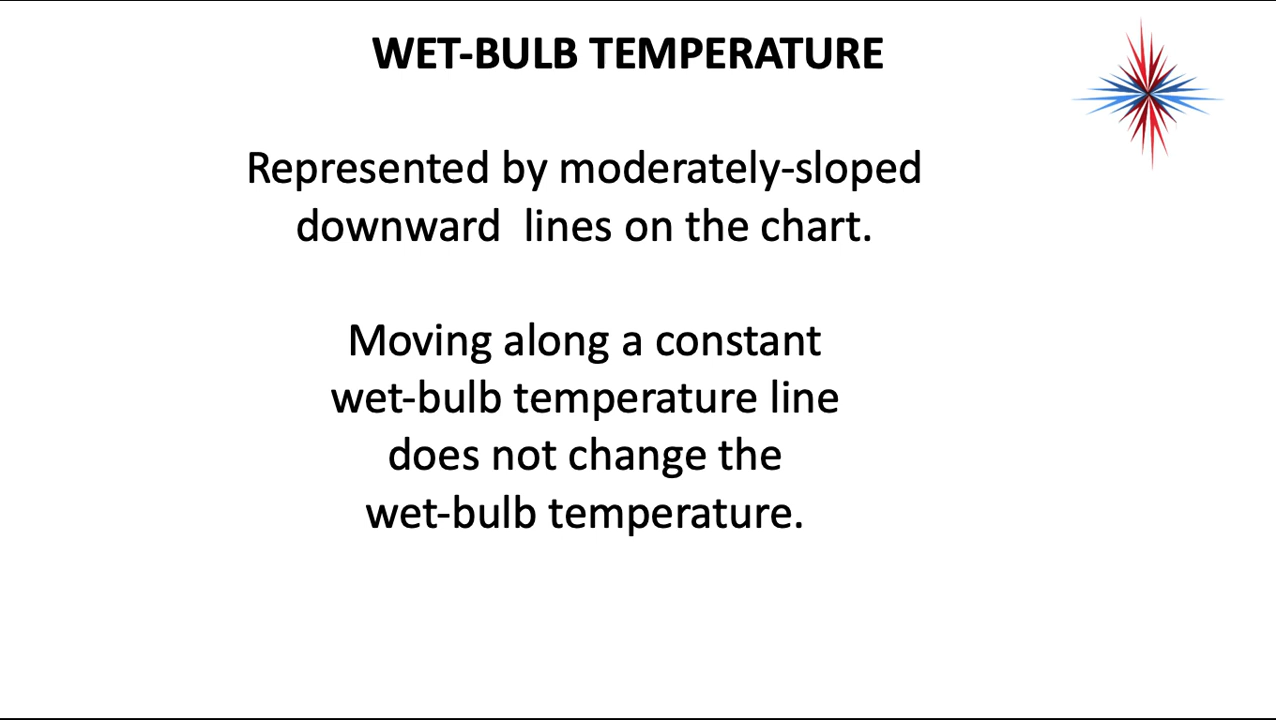 WET-BULB TEMPERATURE
Represented by moderately-sloped
downward  lines on the chart.
Moving along a constant
wet-bulb temperature line
does not change the
wet-bulb temperature.